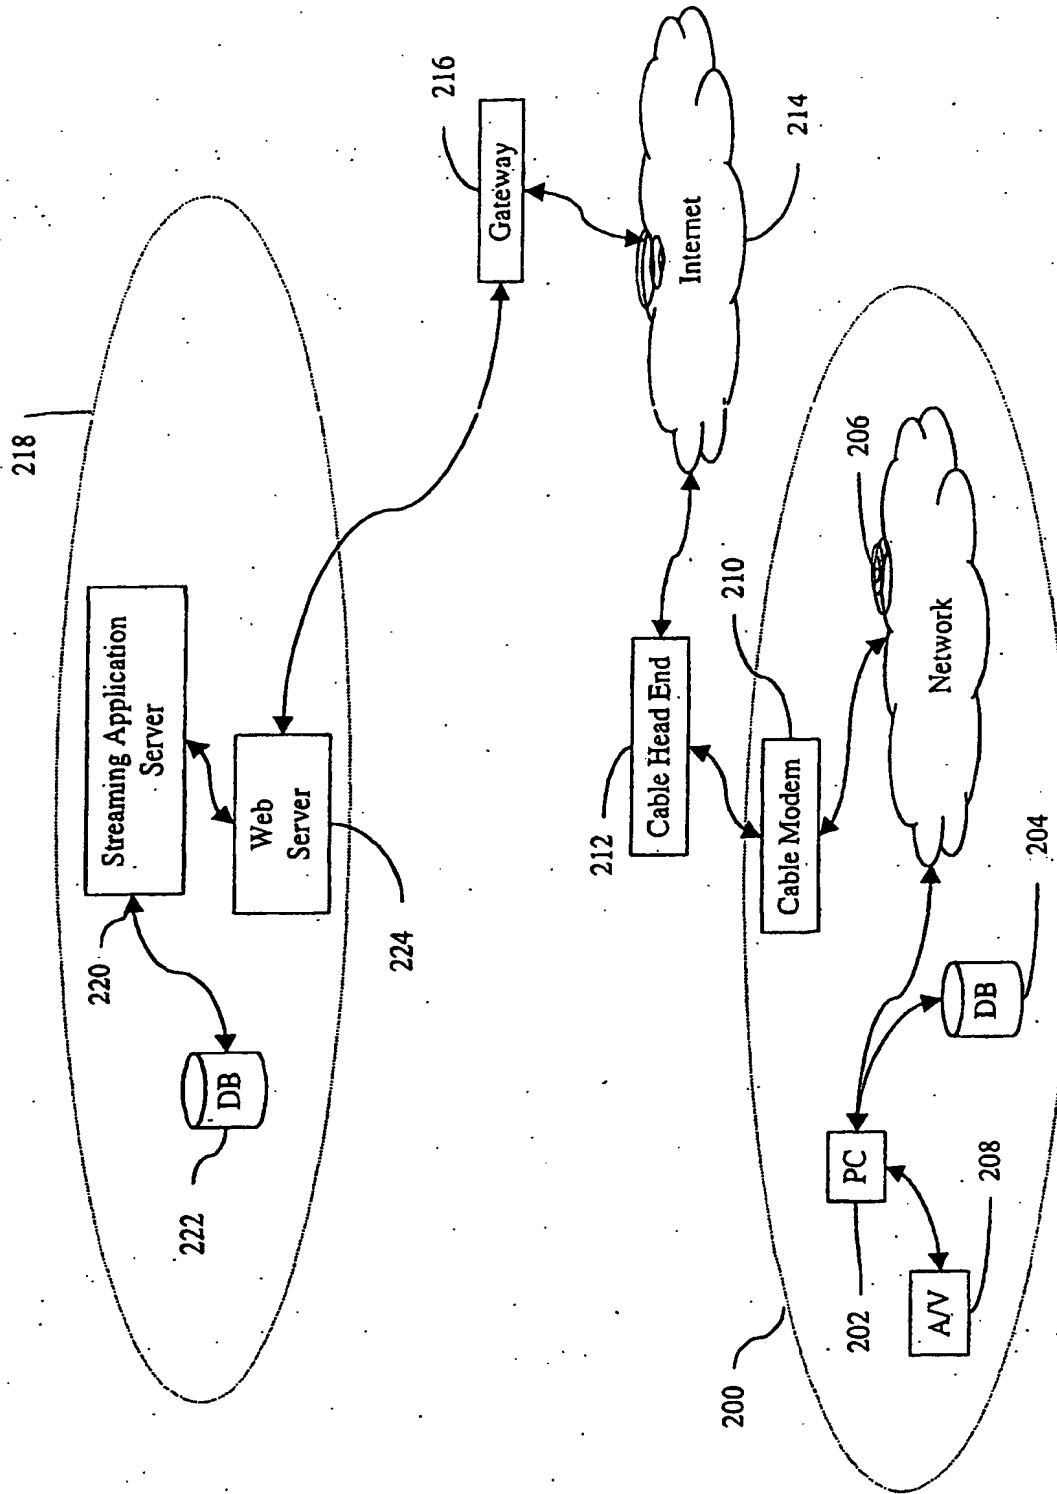 218
Streaming Application
Server
220
DB
222
Web
Server
224
216
Gateway
Internet
214
212
Cable Head End
210
Cable Modem
206
Network
PC
202
DB
204
A/V
208
200